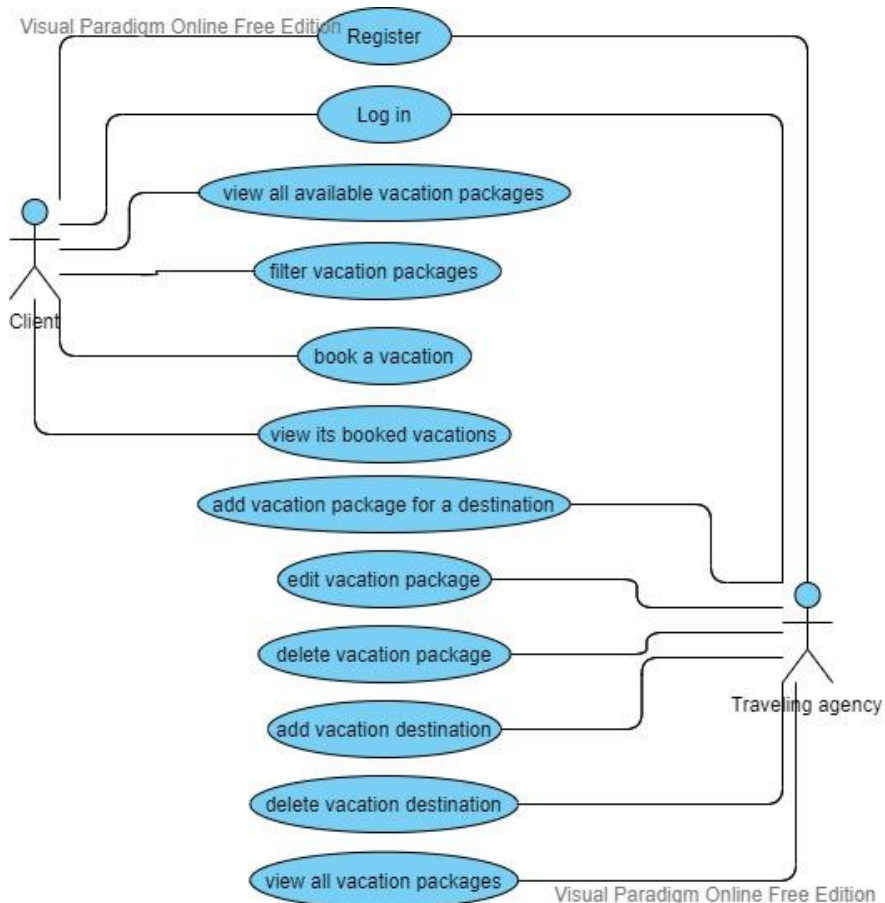 Visual Paradigm Online Free Edition
Register
Log in
view all available vacation packages
filter vacation packages
Client
book a vacation
view its booked vacations
add vacation package for a destination
edit vacation package
delete vacation package
Traveling agency
add vacation destination
delete vacation destination
view all vacation packages
Visual Paradigm Online Free Edition